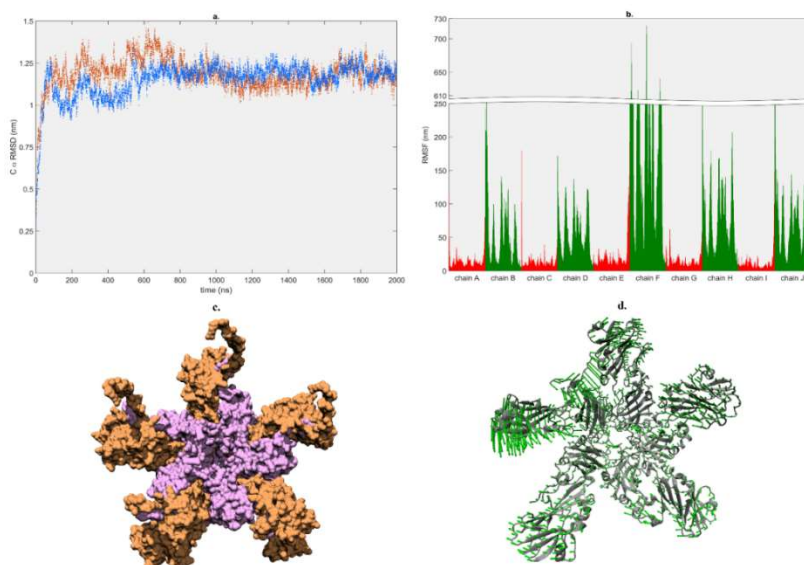 a.
1.5
1.25
1
0.75
0.5
0.25
0
C α RMSD (nm)
0 200 400 600 800 1000 1200 1400 1600 1800 2000
time (ns)
b.
730
690
650
610
250
200
150
100
50
0
RMSF (nm)
chain A chain B chain C chain D chain E chain F chain G chain H chain I chain J
c.
d.